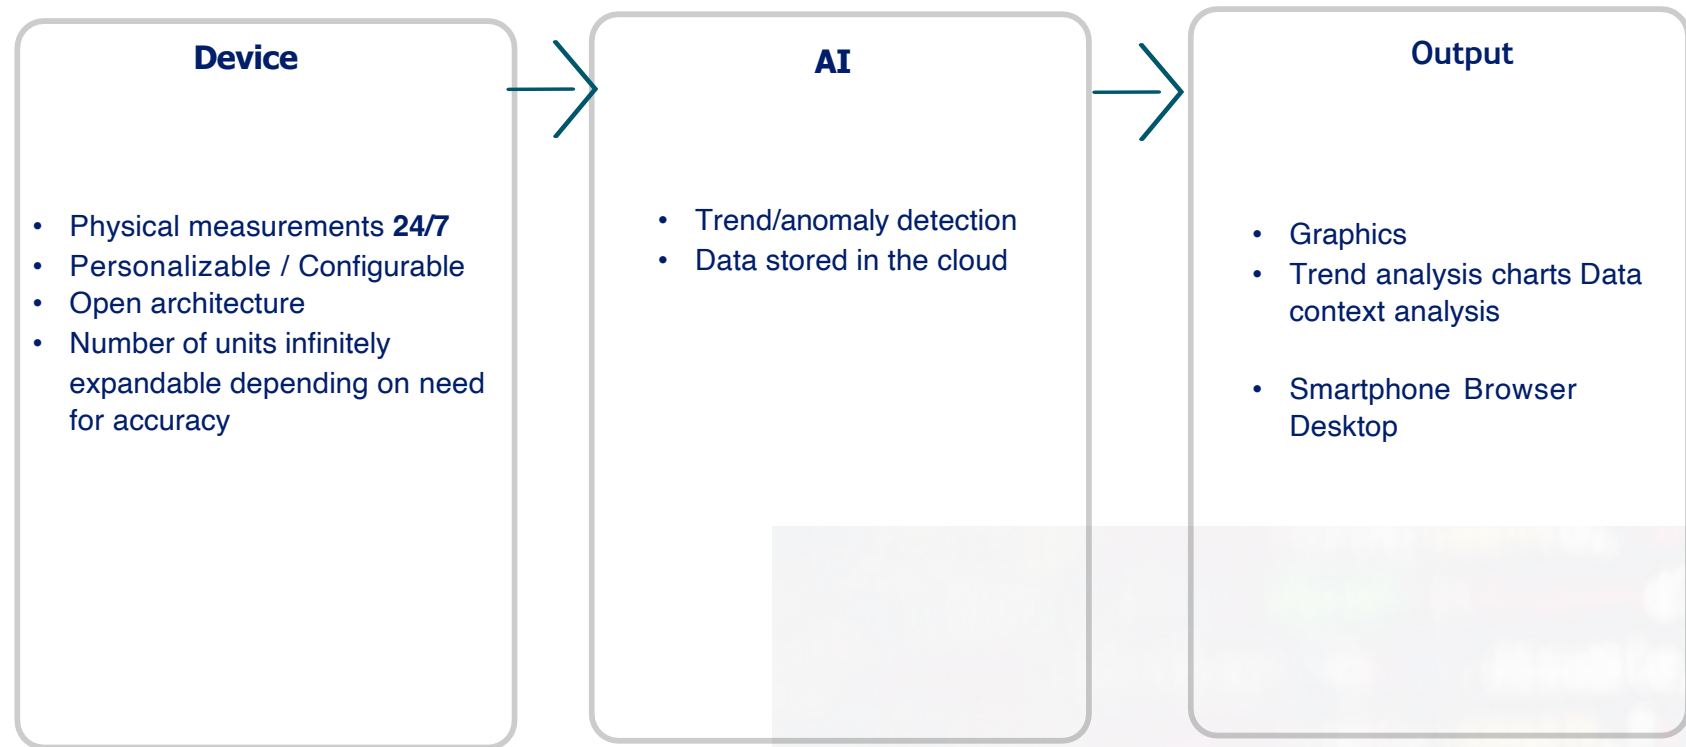 Device
• Physical measurements 24/7
• Personalizable / Configurable
• Open architecture
• Number of units infinitely
expandable depending on need
for accuracy
AI
• Trend/anomaly detection
• Data stored in the cloud
Output
• Graphics
• Trend analysis charts Data
context analysis
• Smartphone Browser
Desktop